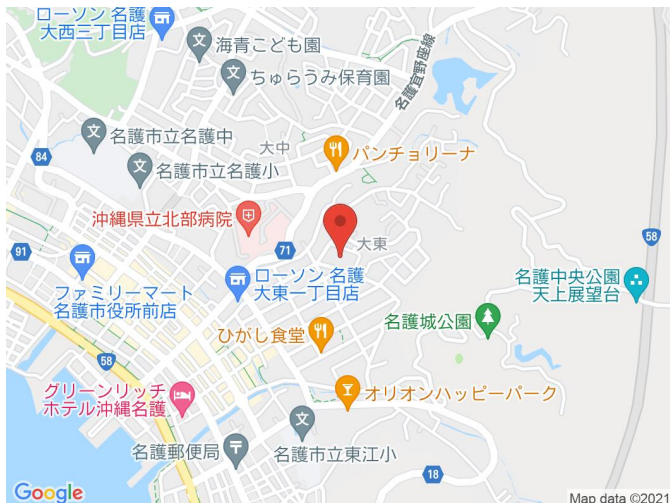 ローソン 名護
大西三丁目店
海青こども園
ちゅらうみ保育園
名護宜野座線
名護市立名護中
大中
パンチョリーナ
84
名護市立名護小
沖縄県立北部病院
71
大東
58
91
ファミリーマート
名護市役所前店
ローソン 名護
大東一丁目店
名護中央公園
天上展望台
ひがし食堂
名護城公園
58
グリーンリッチ
ホテル沖縄名護
オリオンハッピーパーク
名護郵便局
名護市立東江小
18
Google
Map data ©2021